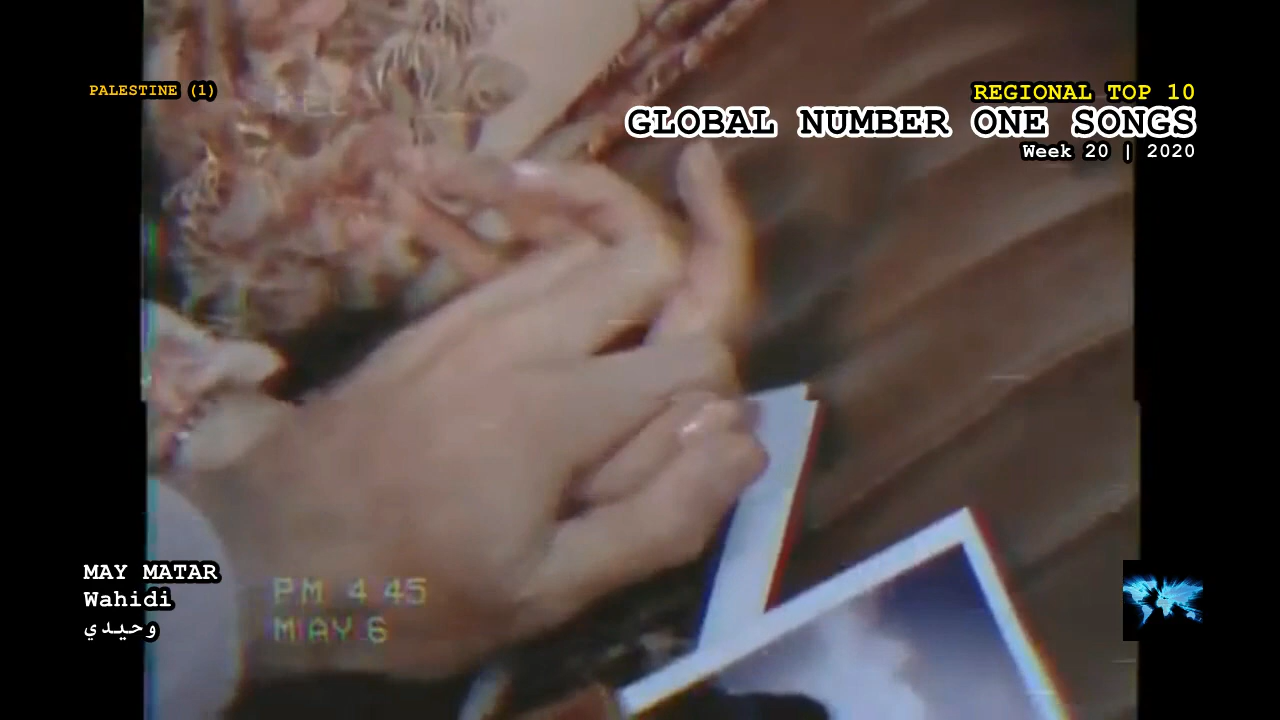 PALESTINE (1)
REGIONAL TOP 10
GLOBAL NUMBER ONE SONGS
Week 20 | 2020
REC
MAY MATAR
Wahidi
وحيدي
PM 4 45
MAY 6